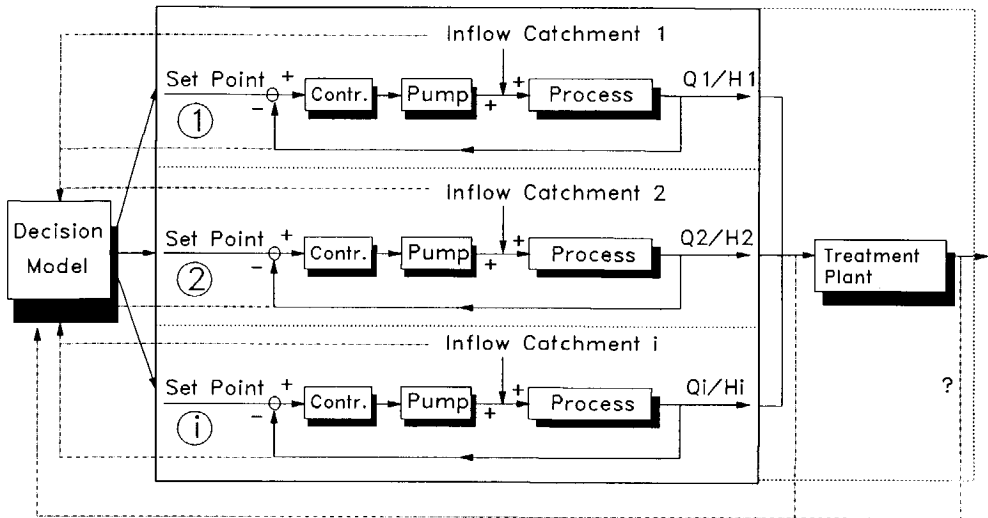 Inflow Catchment 1
Set Point
+
-
Contr.
Pump
+
+
Process
Q1/H1
1
Inflow Catchment 2
Decision
Model
Set Point
+
-
Contr.
Pump
+
+
Process
Q2/H2
2
Treatment
Plant
Inflow Catchment i
Set Point
+
-
Contr.
Pump
+
+
Process
Qi/Hi
i
?